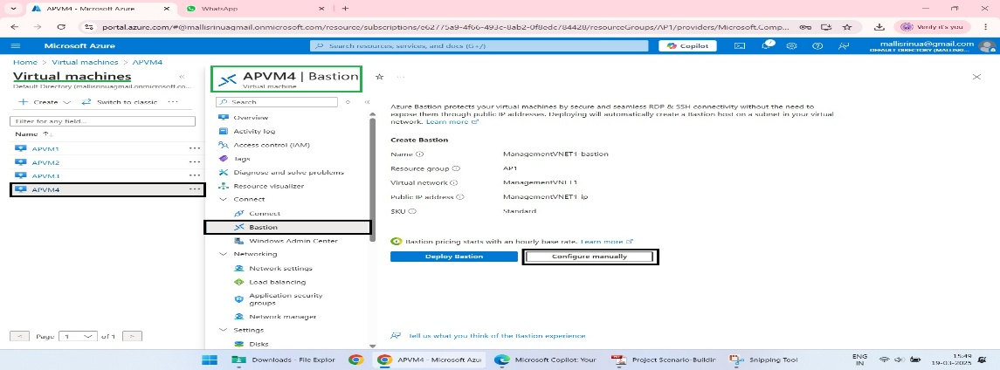 APVM4 - Microsoft Azure
WhatsApp
portal.azure.com/#@mallisrinuagmail.onmicrosoft.com/resource/subscriptions/e62775a9-4f66-493c-8ab2-0f8edc784428/resourceGroups/AP1/providers/Microsoft.Comp...
Verify it's you
Microsoft Azure
Search resources, services, and docs (G+/)
Copilot
mallisrinua@gmail.com
DEFAULT DIRECTORY (MALLISRI...
Home > Virtual machines > APVM4
Virtual machines
Default Directory (mallisrinuagmail.onmicrosoft.co...
Create
Switch to classic
Filter for any field...
Name
APVM1
APVM2
APVM3
APVM4
Page 1 of 1
APVM4 | Bastion
Virtual machine
Search
Overview
Activity log
Access control (IAM)
Tags
Diagnose and solve problems
Resource visualizer
Connect
Connect
Bastion
Windows Admin Center
Networking
Network settings
Load balancing
Application security
groups
Network manager
Settings
Disks
Azure Bastion protects your virtual machines by secure and seamless RDP & SSH connectivity without the need to
expose them through public IP addresses. Deploying will automatically create a Bastion host on a subnet in your virtual
network. Learn more
Create Bastion
Name ManagementVNET1-bastion
Resource group AP1
Virtual network ManagementVNET1
Public IP address ManagementVNET1-ip
SKU Standard
Bastion pricing starts with an hourly base rate. Learn more
Deploy Bastion
Configure manually
Tell us what you think of the Bastion experience
Downloads - File Explor
APVM4 - Microsoft Azu
Microsoft Copilot: Your
Project Scenario-Buildir
Snipping Tool
ENG
IN
15:49
19-03-2025